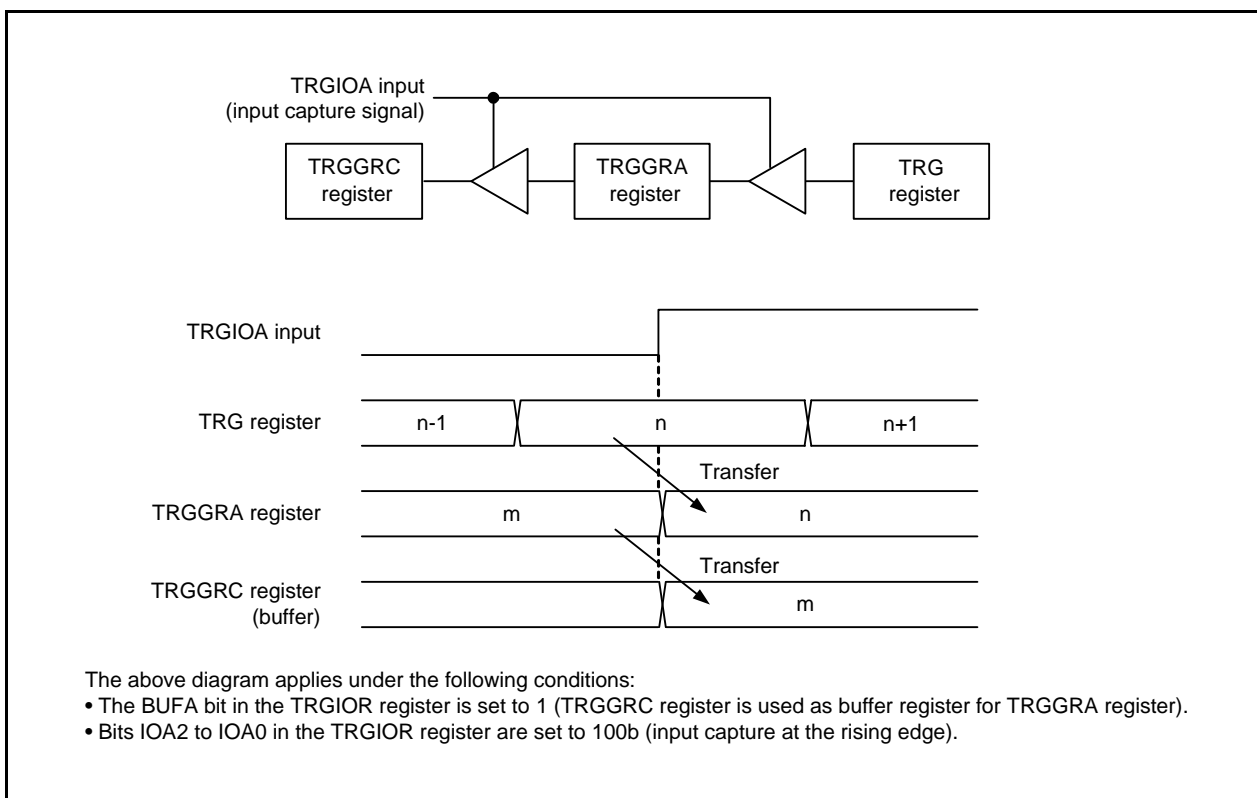 TRGIOA input
(input capture signal)
TRGGRC
register
TRGGRA
register
TRG
register
TRGIOA input
TRG register
n-1
n
n+1
Transfer
TRGGRA register
m
n
Transfer
TRGGRC register
(buffer)
m
The above diagram applies under the following conditions:
• The BUFA bit in the TRGIOR register is set to 1 (TRGGRC register is used as buffer register for TRGGRA register).
• Bits IOA2 to IOA0 in the TRGIOR register are set to 100b (input capture at the rising edge).